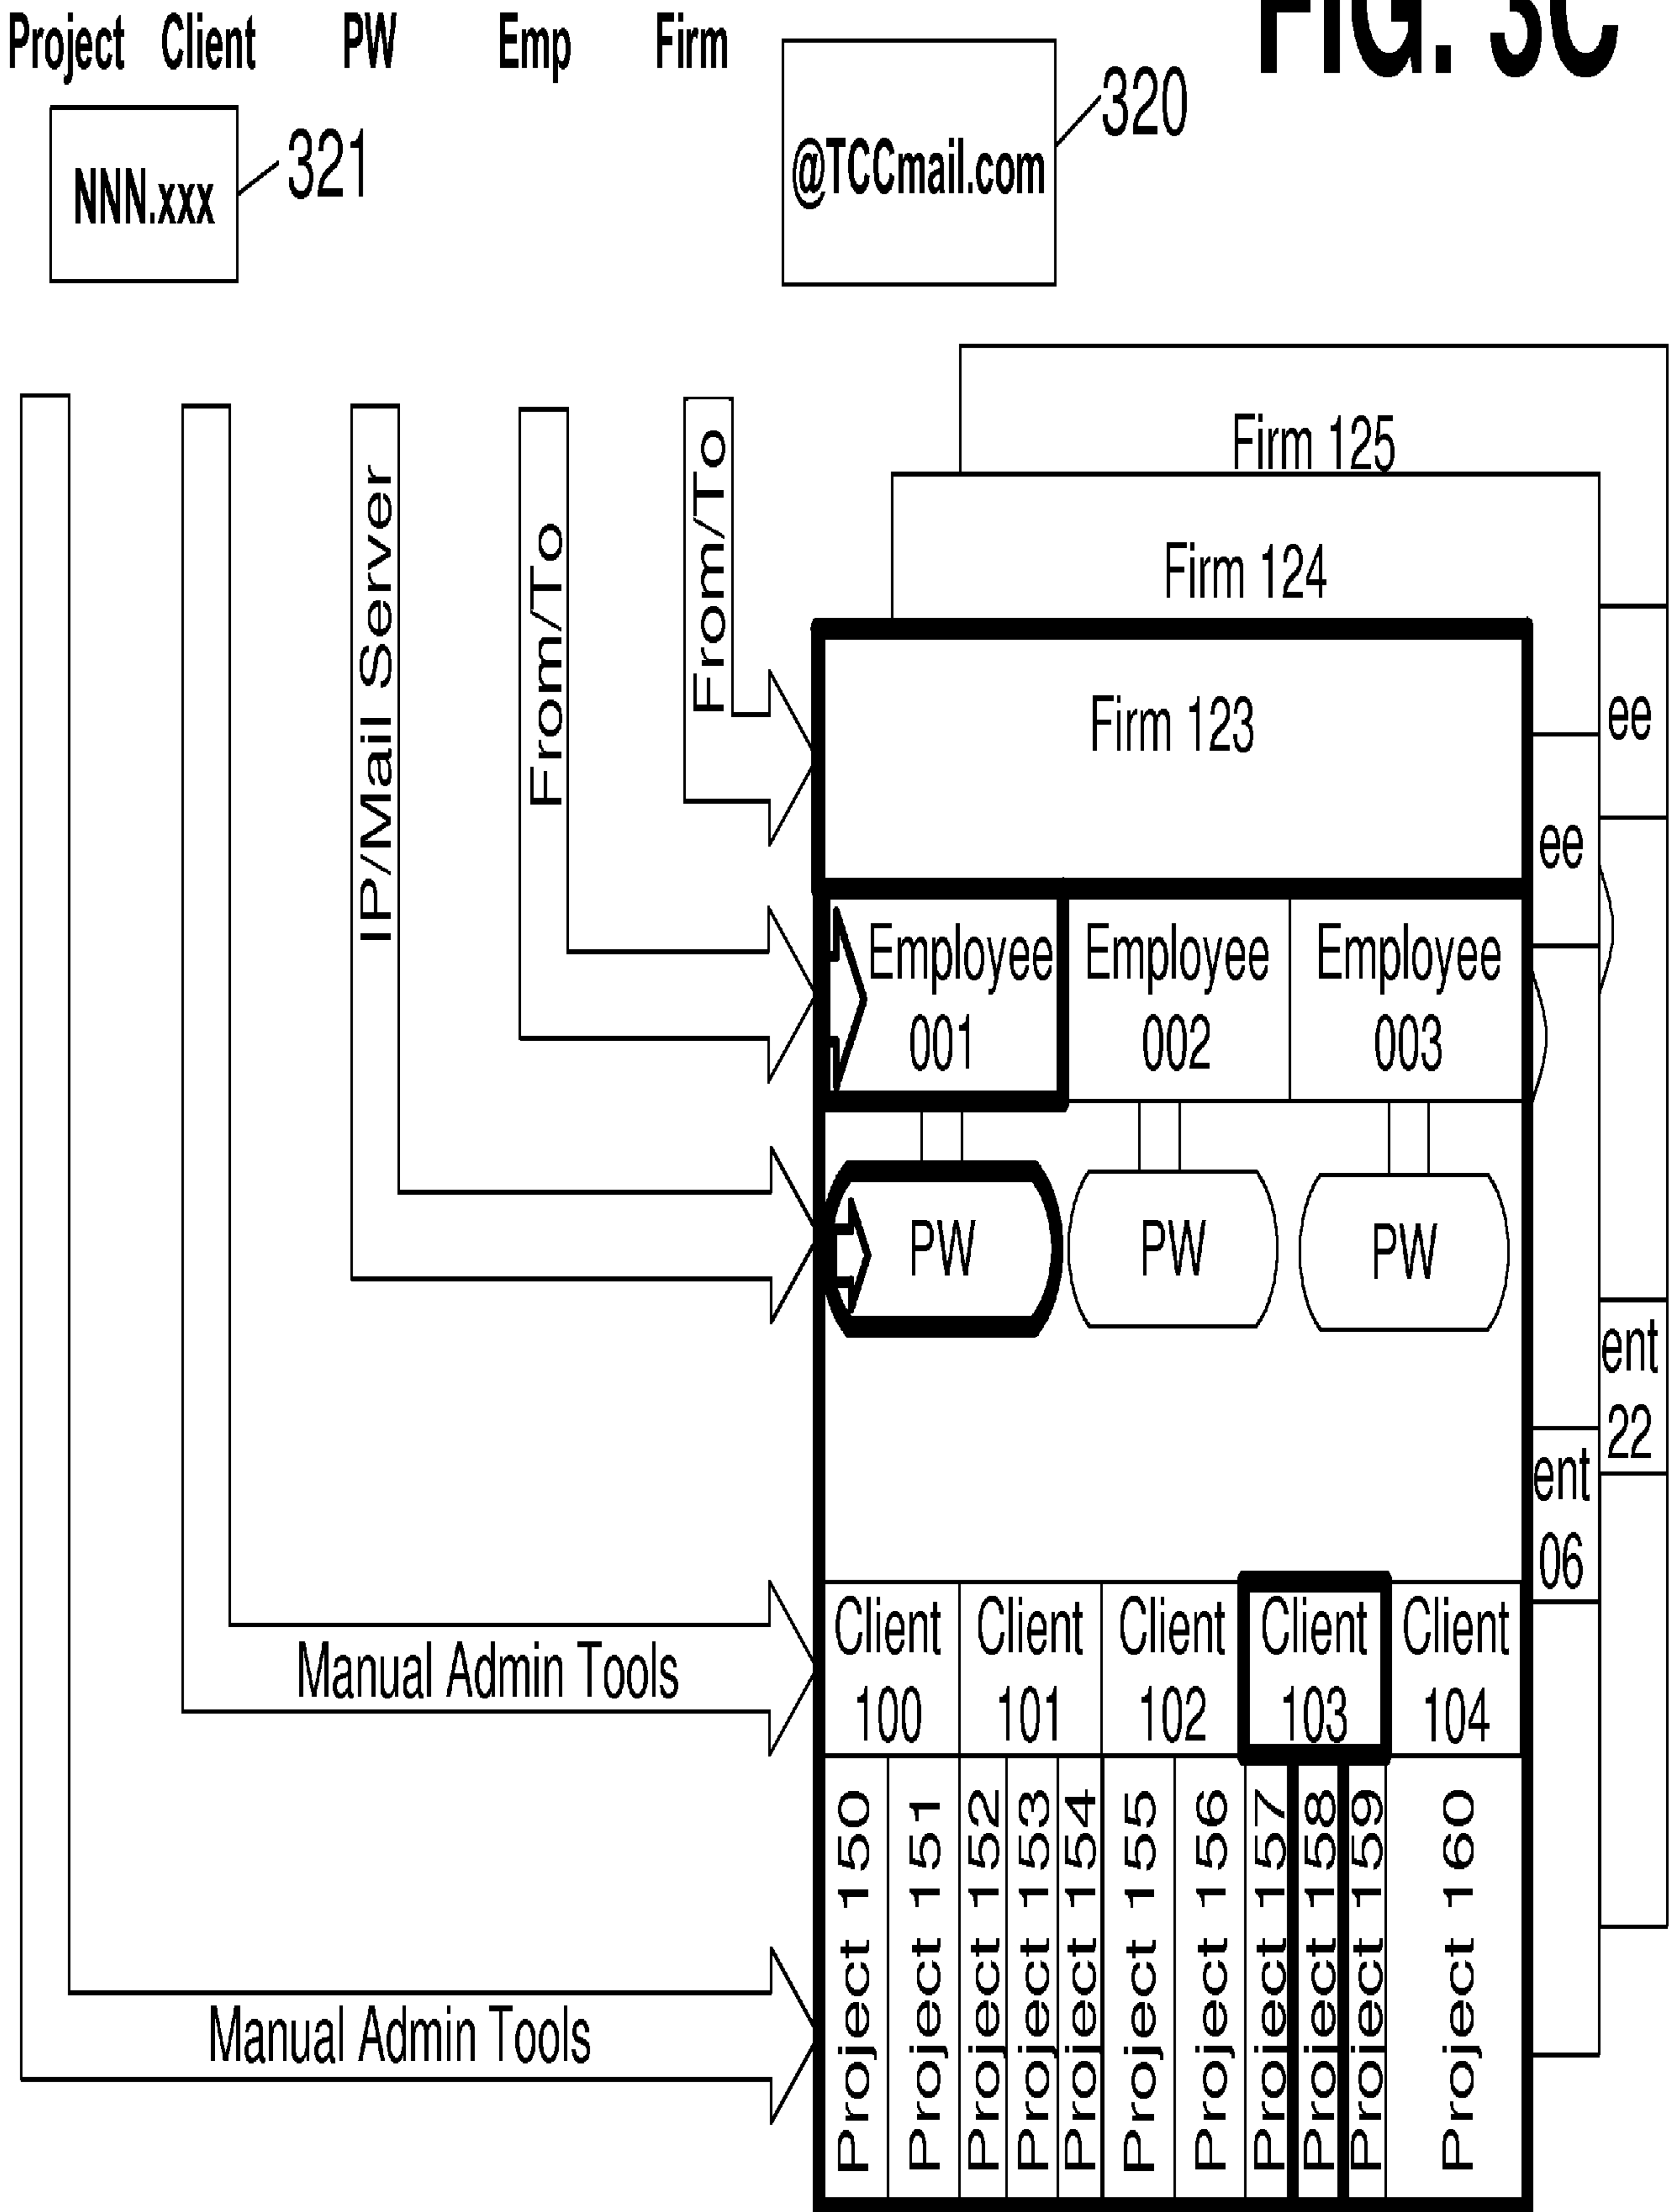 FIG. 3C
Project Client PW Emp Firm
NNN.xxx
321
@TCCmail.com
320
Firm 125
Firm 124
Firm 123
From/To
From/To
IP/Mail Server
ee
ee
Employee 001
Employee 002
Employee 003
PW
PW
PW
ent 22
ent 06
Manual Admin Tools
Client 100
Client 101
Client 102
Client 103
Client 104
Manual Admin Tools
Project 150
Project 151
Project 152
Project 153
Project 154
Project 155
Project 156
Project 157
Project 158
Project 159
Project 160